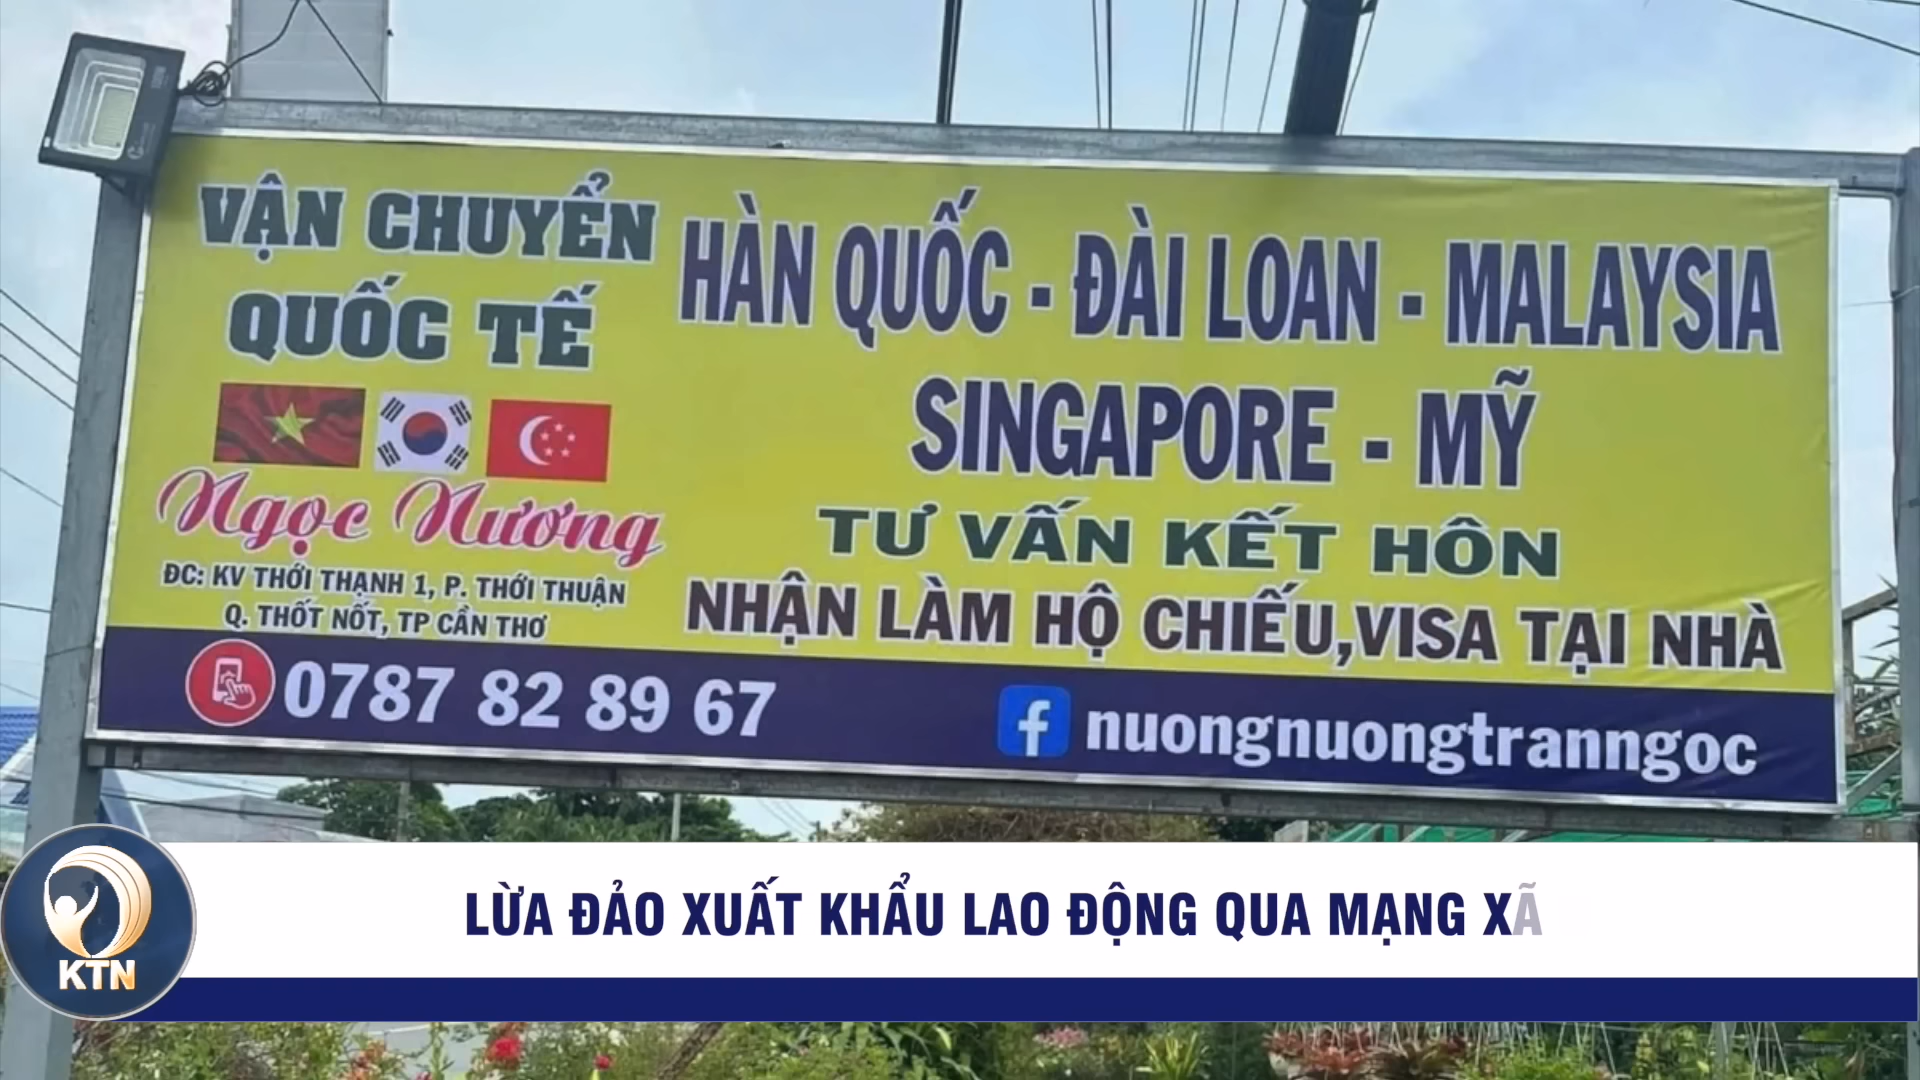 VẬN CHUYỂN
QUỐC TẾ
Ngọc Nương
ĐC: KV THỚI THẠNH 1, P. THỚI THUẬN
Q. THỐT NỐT, TP CẦN THƠ
HÀN QUỐC - ĐÀI LOAN - MALAYSIA
SINGAPORE - MỸ
TƯ VẤN KẾT HÔN
NHẬN LÀM HỘ CHIẾU,VISA TẠI NHÀ
0787 82 89 67
nuongnuongtranngoc
LỪA ĐẢO XUẤT KHẨU LAO ĐỘNG QUA MẠNG XÃ
KTN